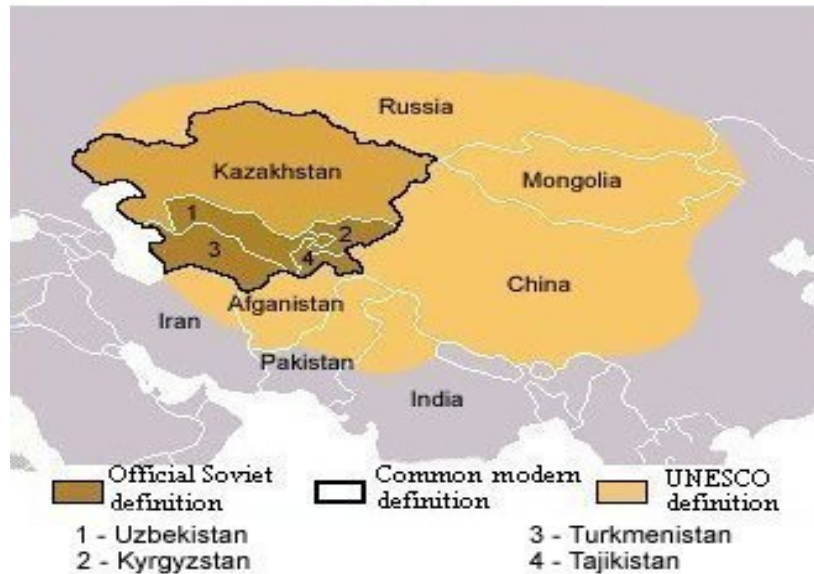 Russia
Kazakhstan
Mongolia
1
2
3
4
China
Afganistan
Iran
Pakistan
India
Official Soviet
definition
Common modern
definition
UNESCO
definition
1 - Uzbekistan
2 - Kyrgyzstan
3 - Turkmenistan
4 - Tajikistan